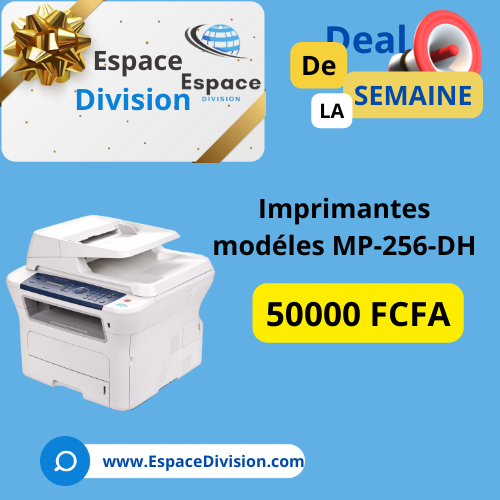 Espace
Division
Espace
DIVISION
Deal
De
LA
SEMAINE
Imprimantes
modéles MP-256-DH
50000 FCFA
www.EspaceDivision.com